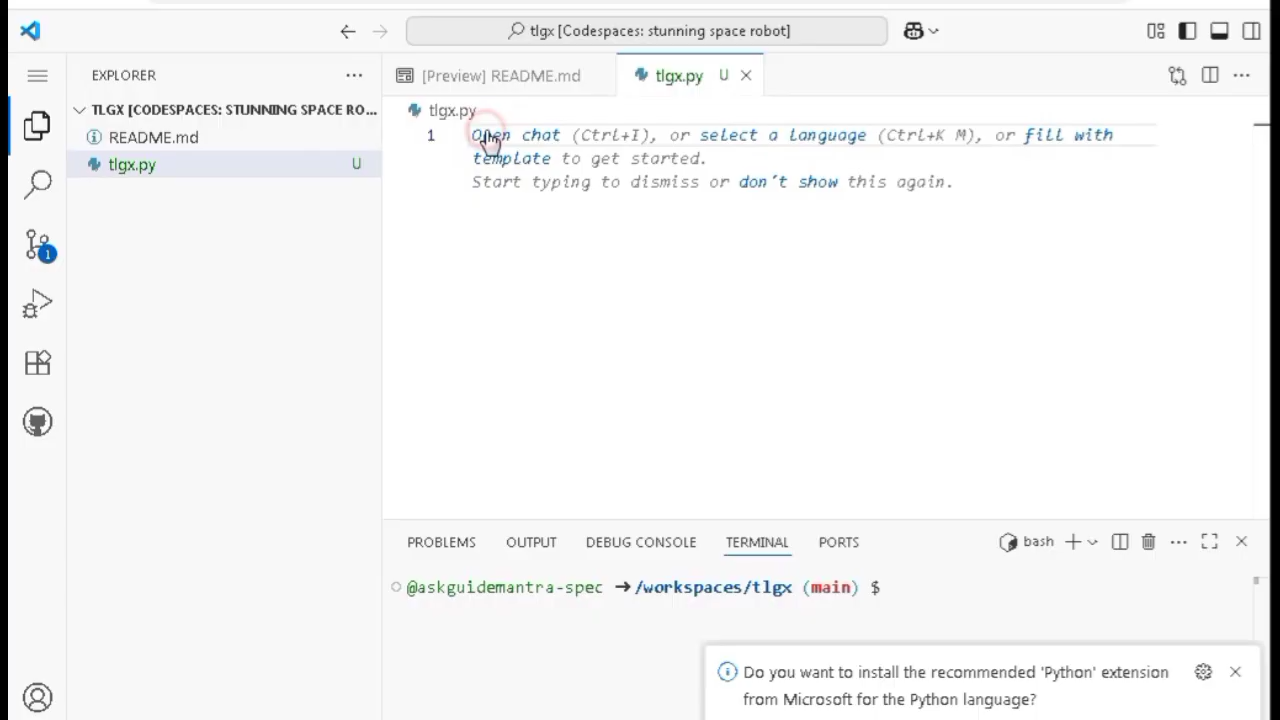 tlgx [Codespaces: stunning space robot]
EXPLORER
[Preview] README.md
tlgx.py U
TLGX [CODESPACES: STUNNING SPACE RO...
tlgx.py
README.md
tlgx.py U
1
Open chat (Ctrl+I), or select a language (Ctrl+K M), or fill with
template to get started.
Start typing to dismiss or don't show this again.
1
PROBLEMS OUTPUT DEBUG CONSOLE TERMINAL PORTS
bash
@askguidemantra-spec ➜/workspaces/tlgx (main) $
Do you want to install the recommended 'Python' extension
from Microsoft for the Python language?